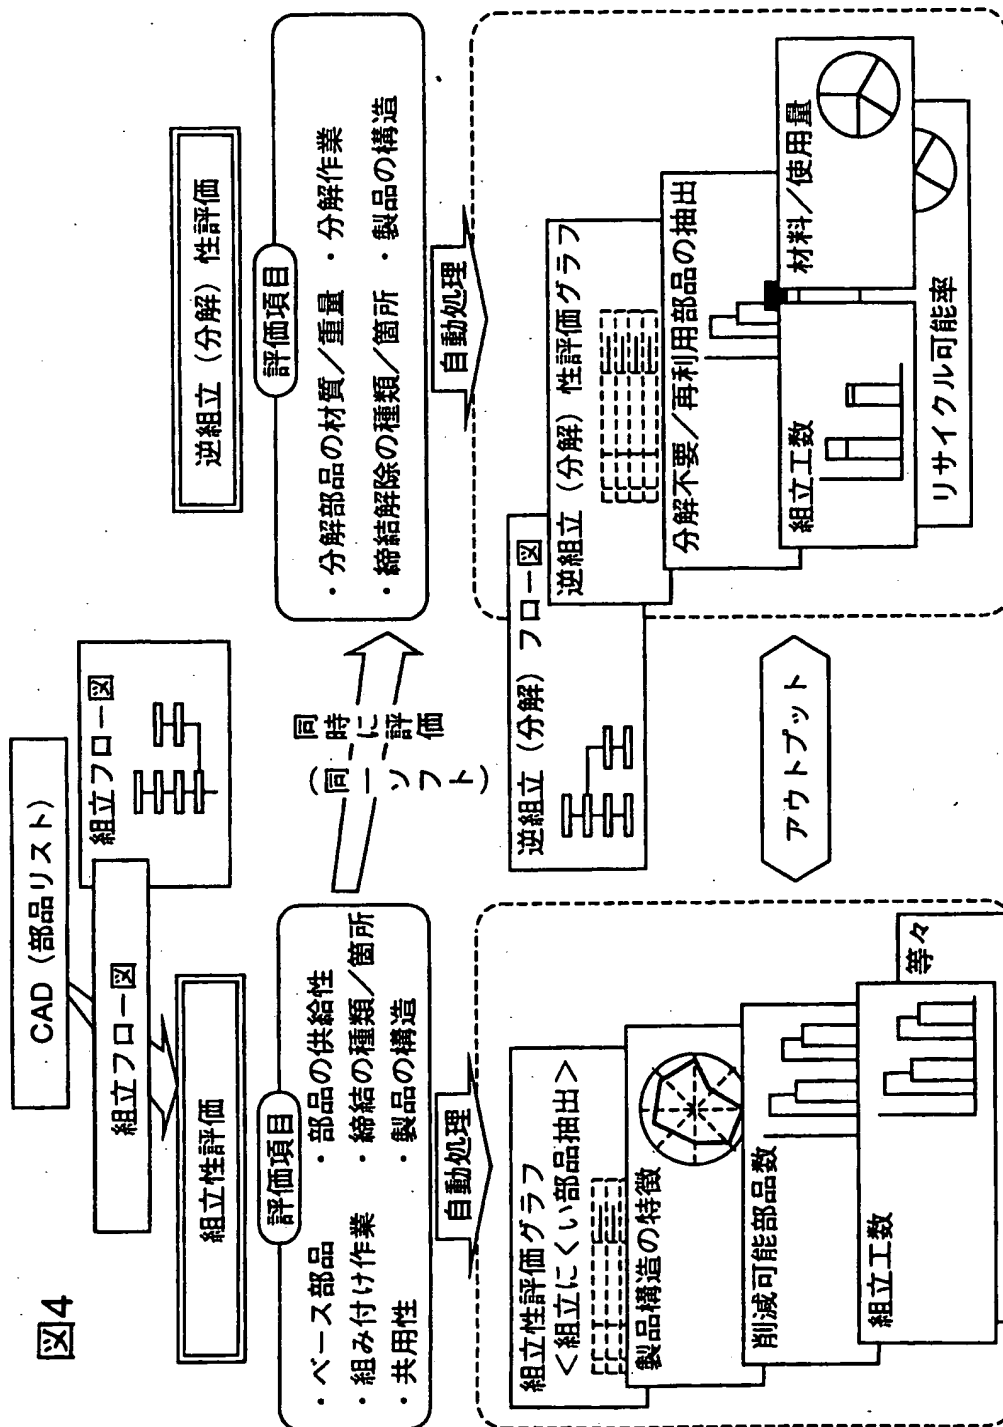 図4
CAD(部品リスト)
組立フロー図
組立フロー図
組立性評価
評価項目
・ベース部品
・部品の供給性
・組み付け作業
・締結の種類/箇所
・共用性
・製品の構造
自動処理
組立性評価グラフ
<組立にくい部品抽出>
製品構造の特徴
削減可能部品数
組立工数
等々
同時に評価
(同一ソフト)
アウトプット
逆組立(分解)性評価
評価項目
・分解部品の材質/重量
・分解作業
・締結解除の種類/箇所
・製品の構造
自動処理
逆組立(分解)フロー図
逆組立(分解)性評価グラフ
分解不要/再利用部品の抽出
組立工数
材料/使用量
リサイクル可能率